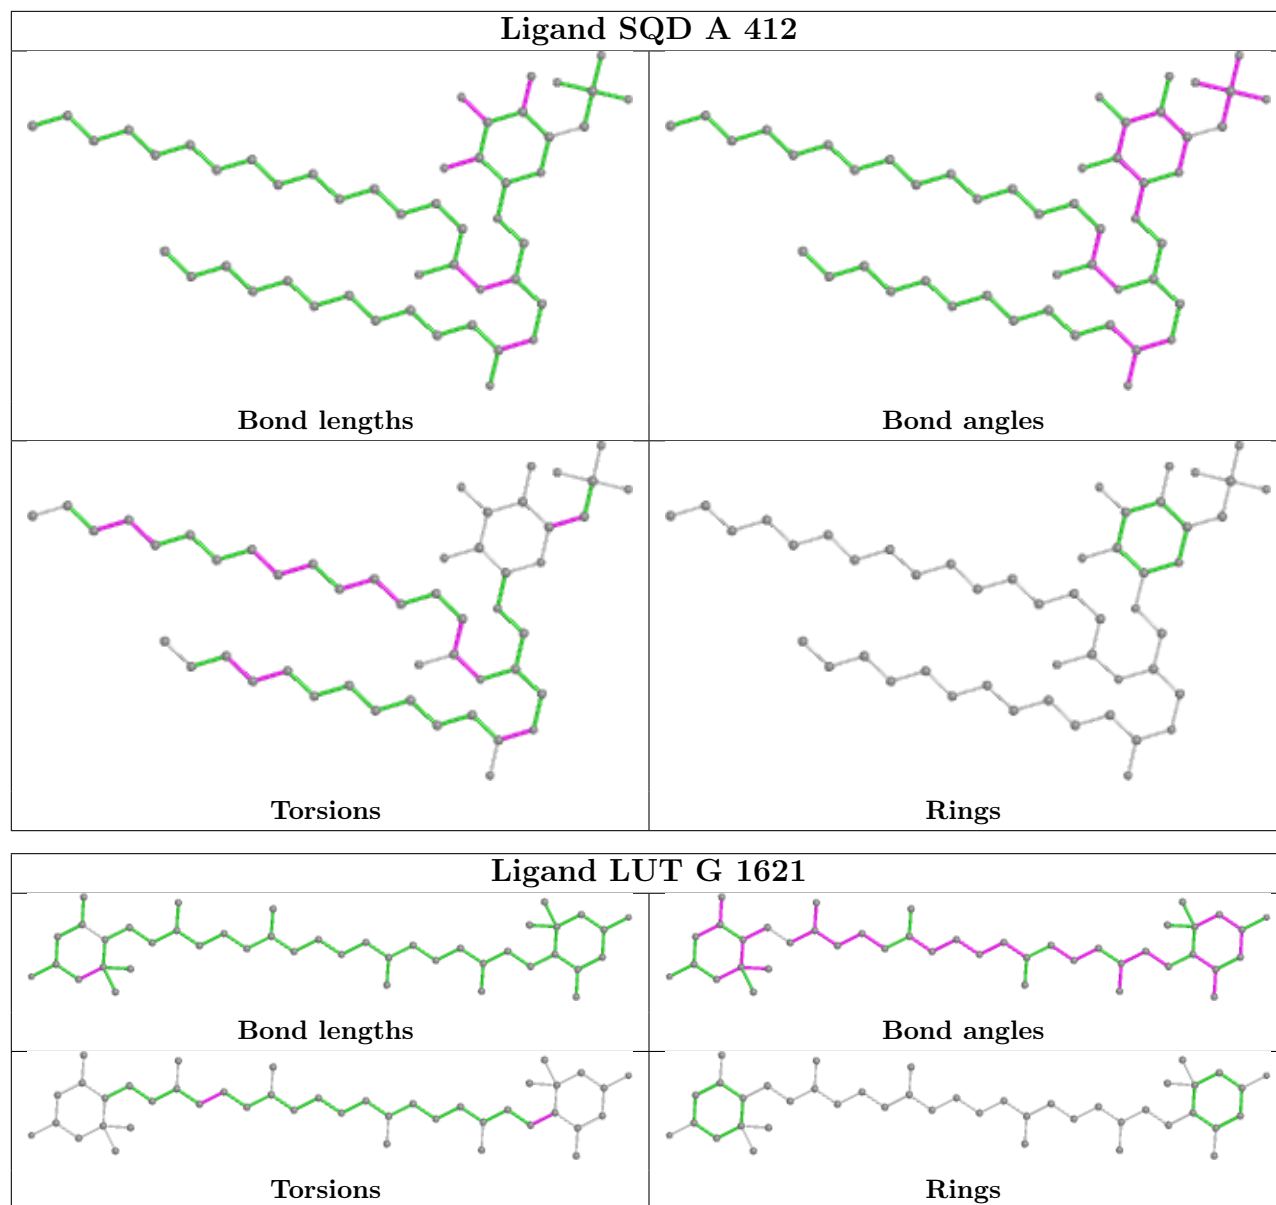 Ligand SQD A 412
Bond lengths
Bond angles
Torsions
Rings
Ligand LUT G 1621
Bond lengths
Bond angles
Torsions
Rings